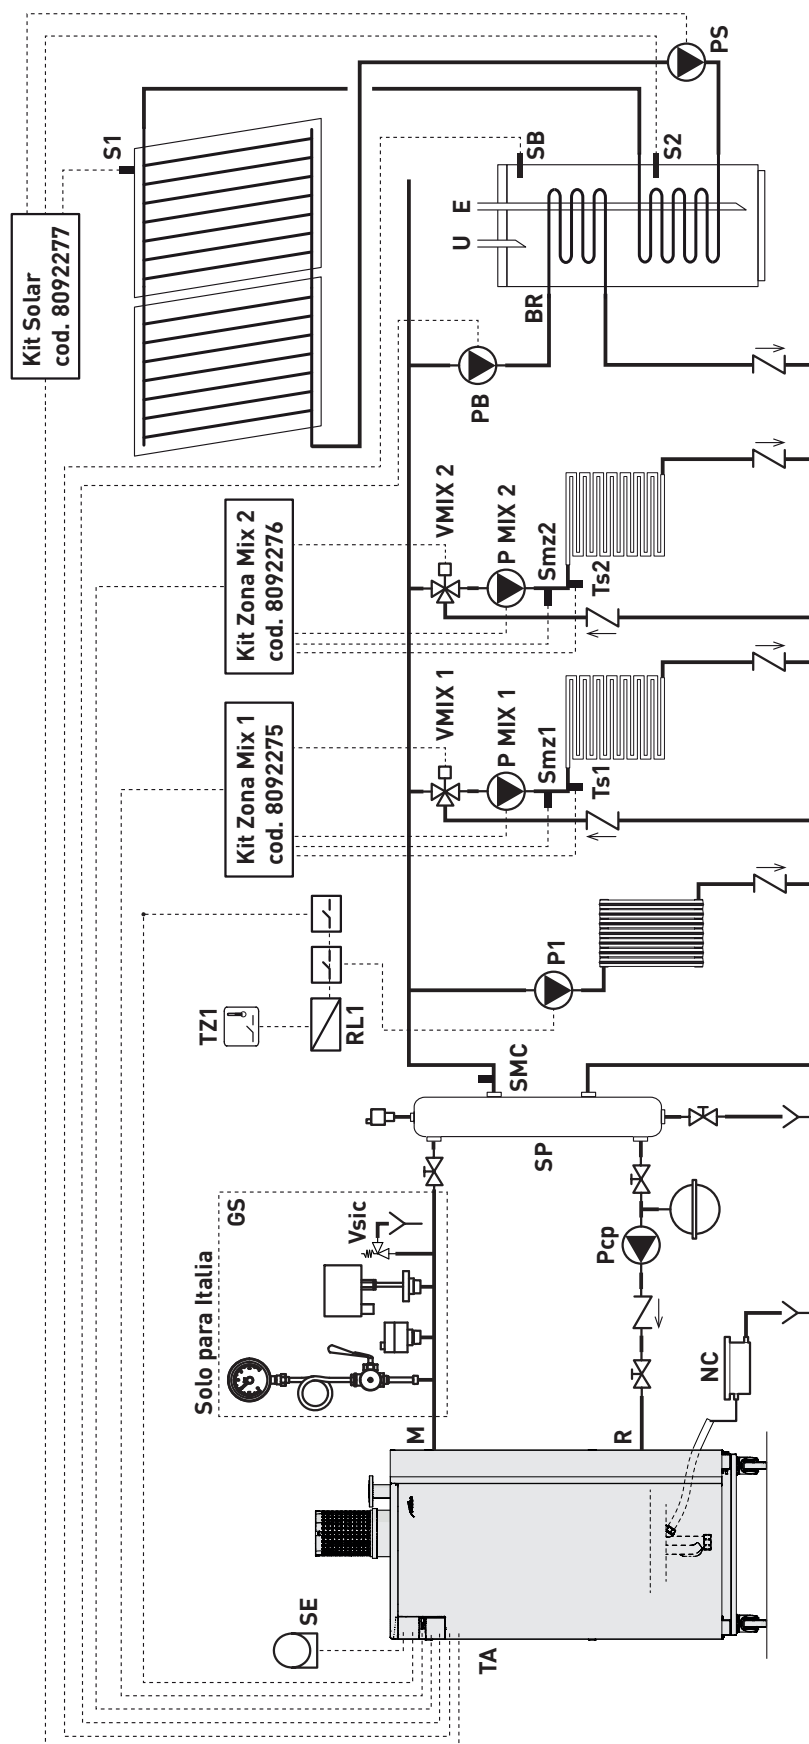 Kit Solar
cod. 8092277
S1
PS
SB
S2
U
E
BR
PB
Kit Zona Mix 2
cod. 8092276
VMIX 2
P MIX 2
Smz2
Ts2
Kit Zona Mix 1
cod. 8092275
VMIX 1
P MIX 1
Smz1
Ts1
TZ1
RL1
P1
SMC
SP
Solo para Italia
GS
Vsic
Pcp
NC
M
R
SE
TA